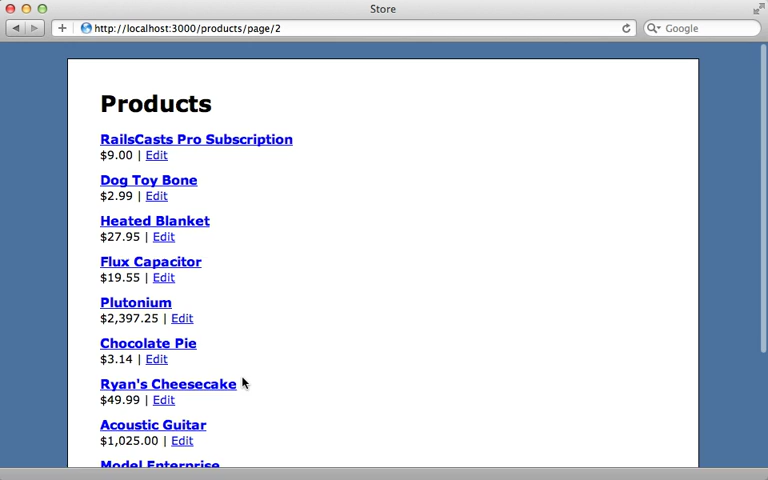 Store
http://localhost:3000/products/page/2
Google
Products
RailsCasts Pro Subscription
$9.00 | Edit
Dog Toy Bone
$2.99 | Edit
Heated Blanket
$27.95 | Edit
Flux Capacitor
$19.55 | Edit
Plutonium
$2,397.25 | Edit
Chocolate Pie
$3.14 | Edit
Ryan's Cheesecake
$49.99 | Edit
Acoustic Guitar
$1,025.00 | Edit
Model Enterprise